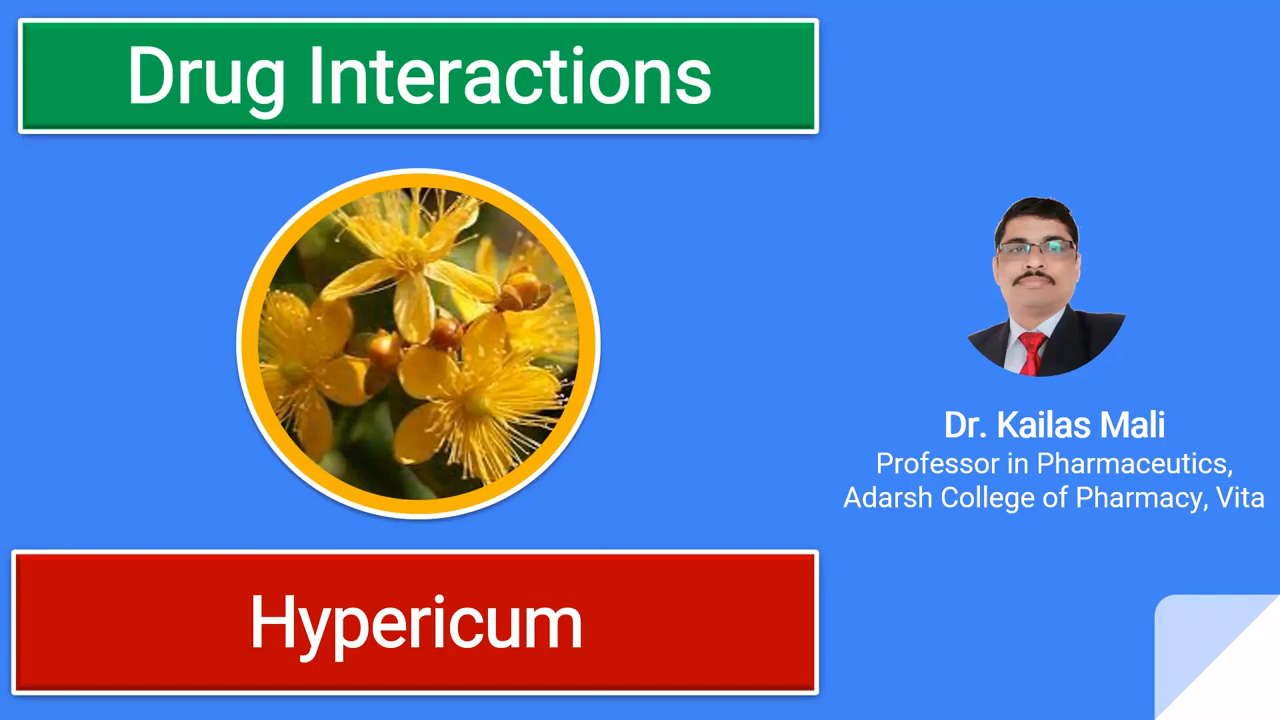 Drug Interactions
Hypericum
Dr. Kailas Mali
Professor in Pharmaceutics,
Adarsh College of Pharmacy, Vita